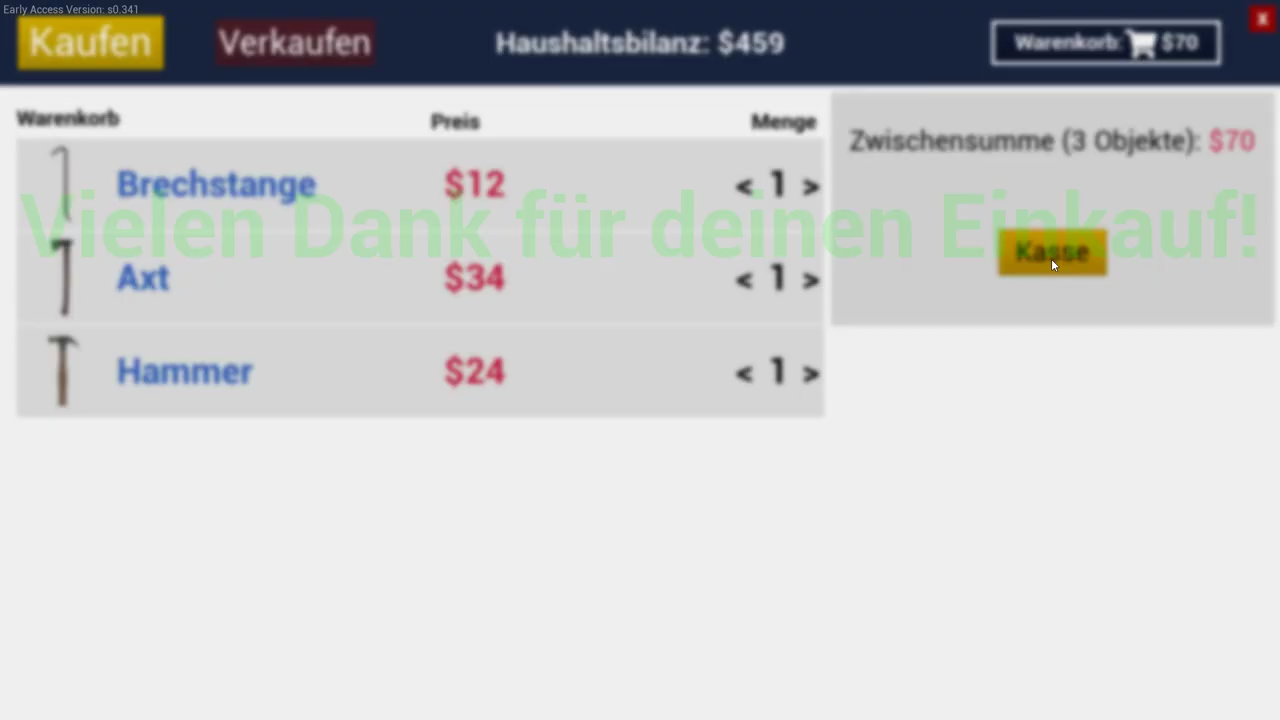 Early Access Version: s0.341
Kaufen
Verkaufen
Haushaltsbilanz: $459
Warenkorb: $70
X
Warenkorb
Preis
Menge
Zwischensumme (3 Objekte): $70
Brechstange $12 < 1 >
Vielen Dank für deinen Einkauf!
Kasse
Axt $34 < 1 >
Hammer $24 < 1 >